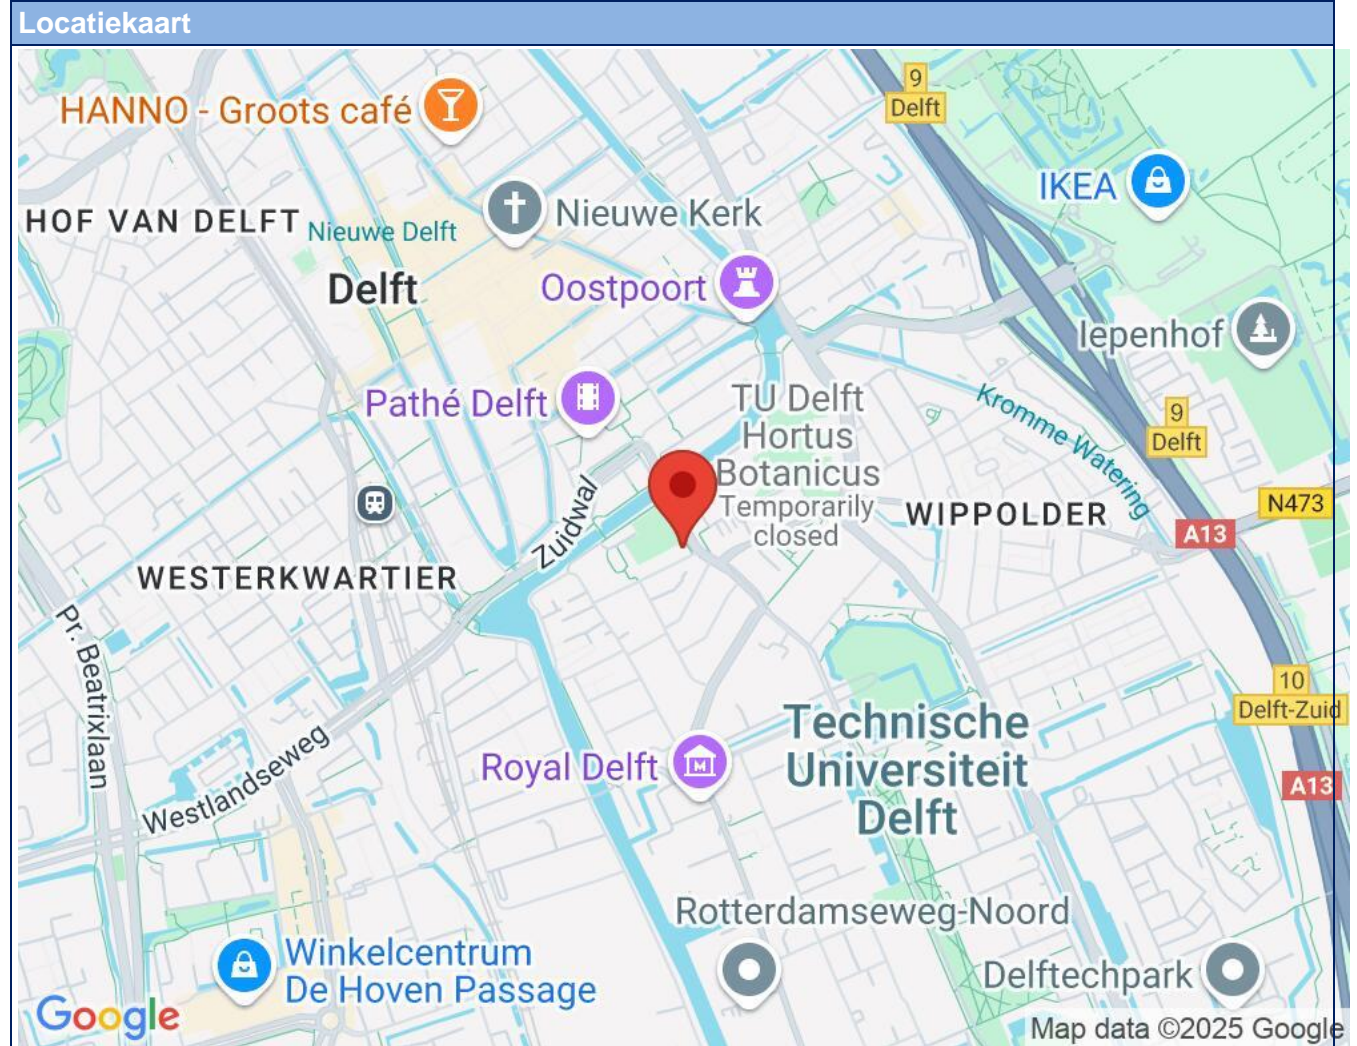 Locatiekaart
9
Delft
HANNO - Groots café
IKEA
HOF VAN DELFT
Nieuwe Delft
Nieuwe Kerk
Delft
Oostpoort
Iepenhof
Pathé Delft
TU Delft
Hortus
Botanicus
Temporarily
closed
Kromme Watering
9
Delft
Zuidwal
WIPPOLDER
N473
A13
WESTERKWARTIER
Pr. Beatrixlaan
10
Delft-Zuid
Westlandseweg
Royal Delft
Technische
Universiteit
Delft
A13
Rotterdamseweg-Noord
Winkelcentrum
De Hoven Passage
Delftechpark
Google
Map data ©2025 Google